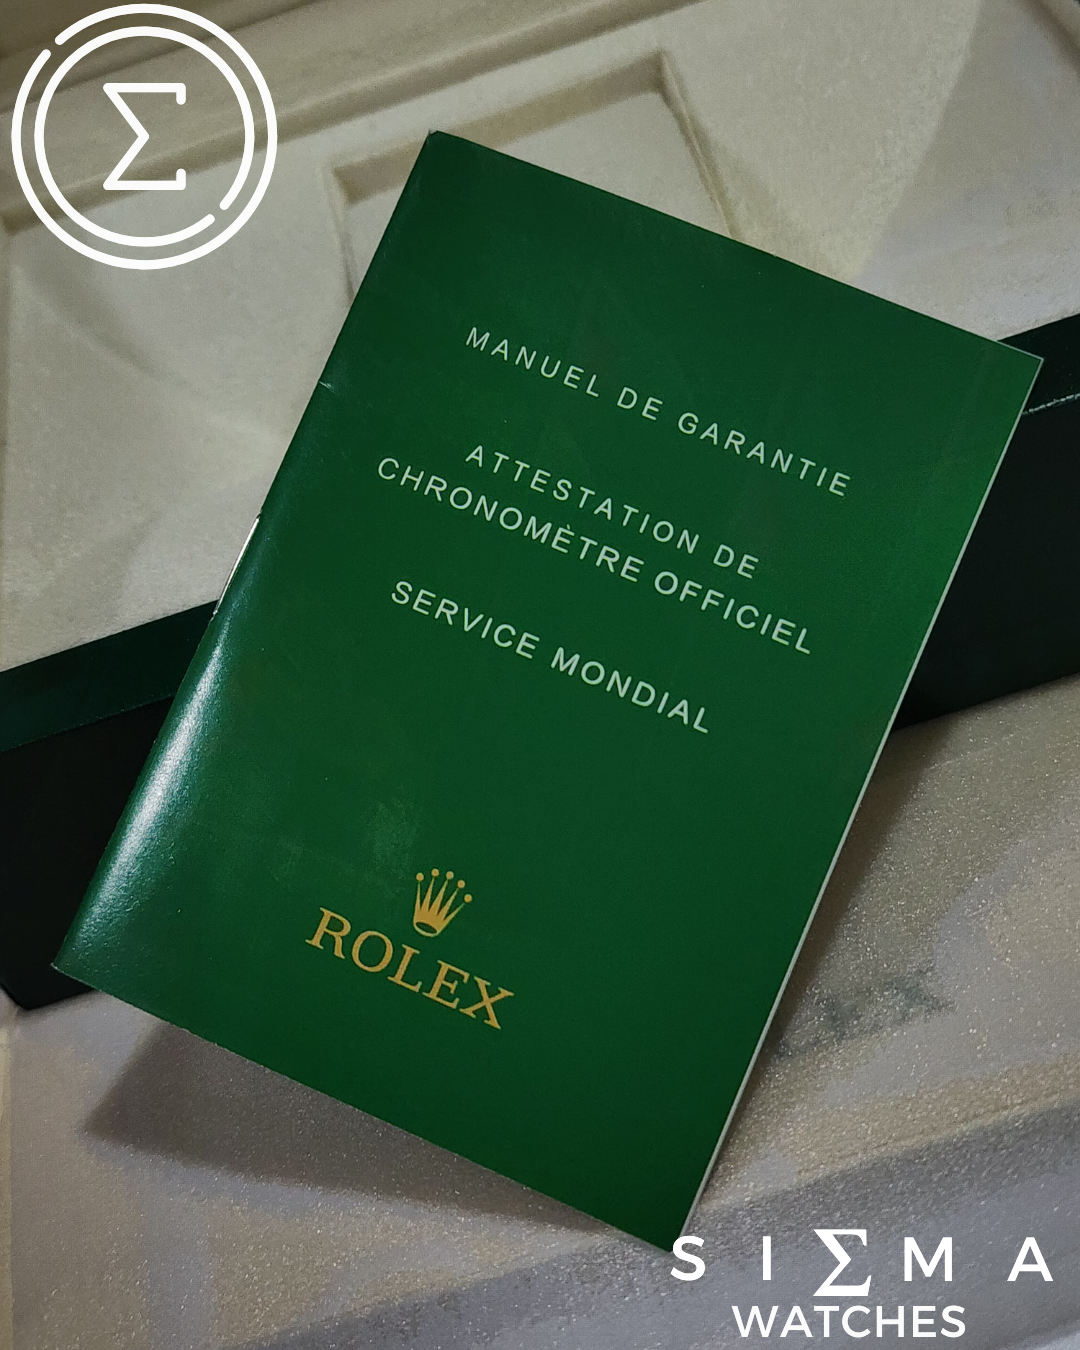 Σ
MANUEL DE GARANTIE
ATTESTATION DE
CHRONOMÈTRE OFFICIEL
SERVICE MONDIAL
ROLEX
S I Σ M A
WATCHES